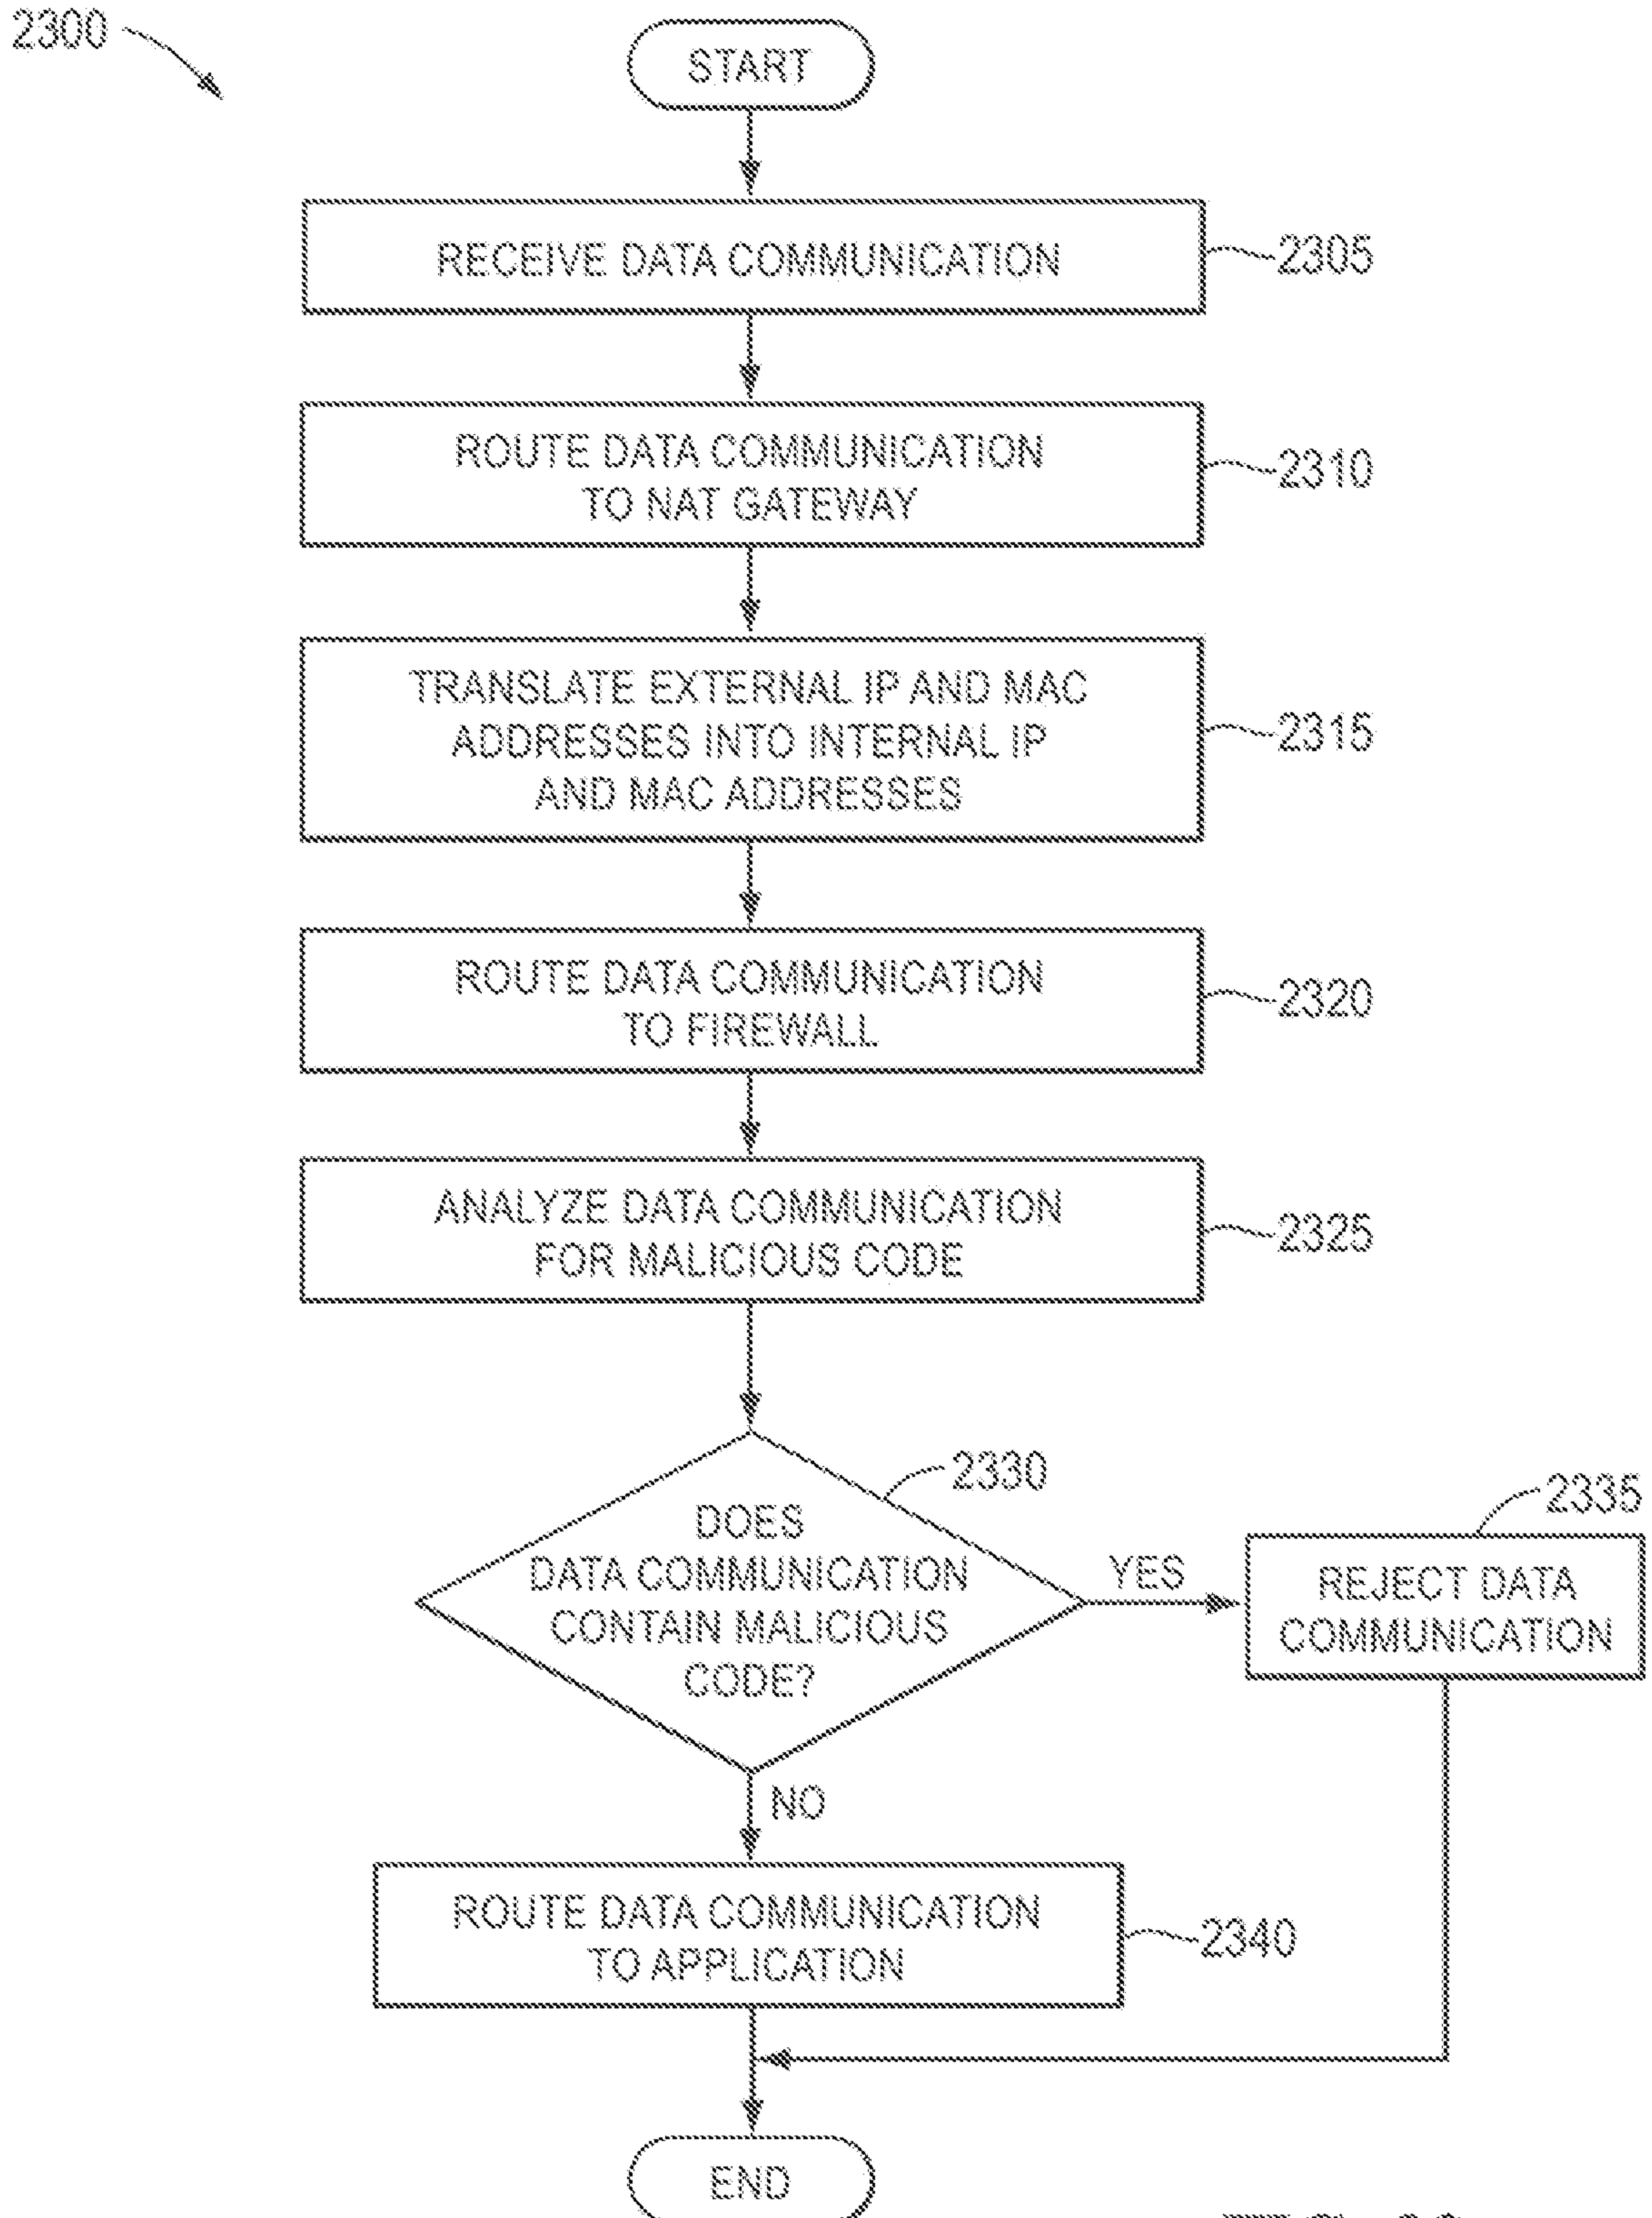 2300
START
RECEIVE DATA COMMUNICATION
2305
ROUTE DATA COMMUNICATION
TO NAT GATEWAY
2310
TRANSLATE EXTERNAL IP AND MAC
ADDRESSES INTO INTERNAL IP
AND MAC ADDRESSES
2315
ROUTE DATA COMMUNICATION
TO FIREWALL
2320
ANALYZE DATA COMMUNICATION
FOR MALICIOUS CODE
2325
2330
DOES
DATA COMMUNICATION
CONTAIN MALICIOUS
CODE?
YES
2335
REJECT DATA
COMMUNICATION
NO
ROUTE DATA COMMUNICATION
TO APPLICATION
2340
END